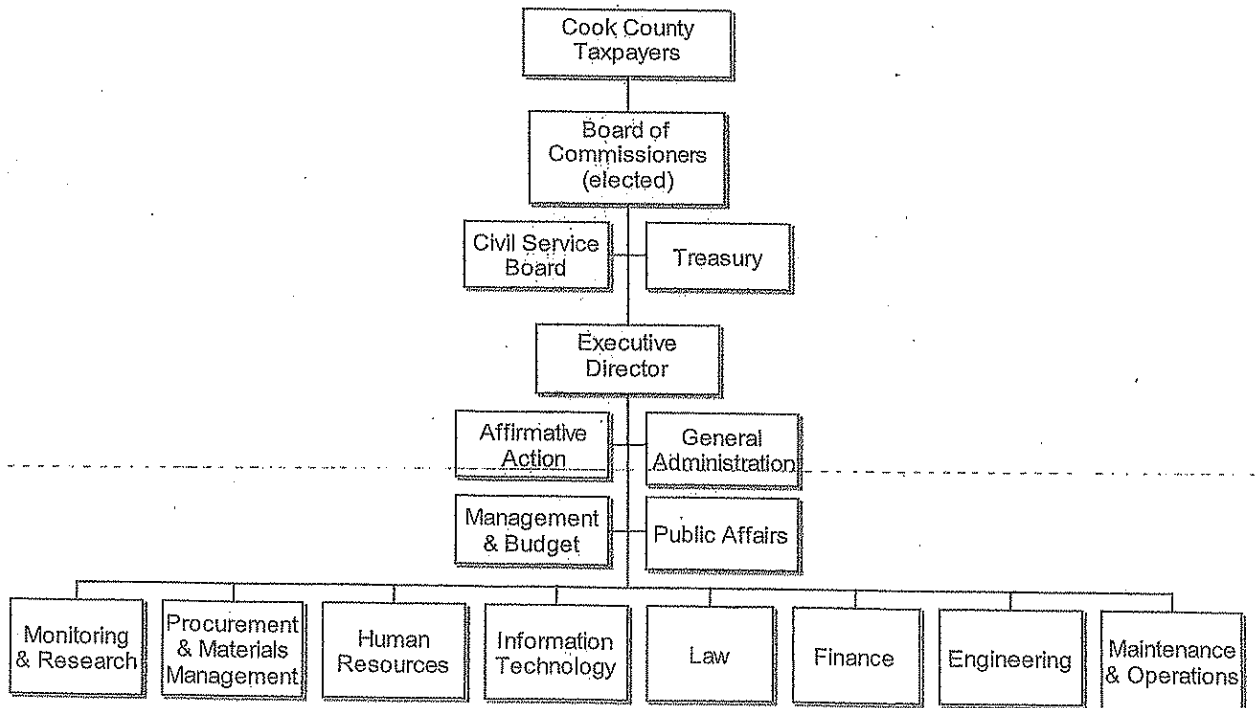 Cook County
Taxpayers
Board of
Commissioners
(elected)
Civil Service
Board
Treasury
Executive
Director
Affirmative
Action
General
Administration
Management
& Budget
Public Affairs
Monitoring
& Research
Procurement
& Materials
Management
Human
Resources
Information
Technology
Law
Finance
Engineering
Maintenance
& Operations